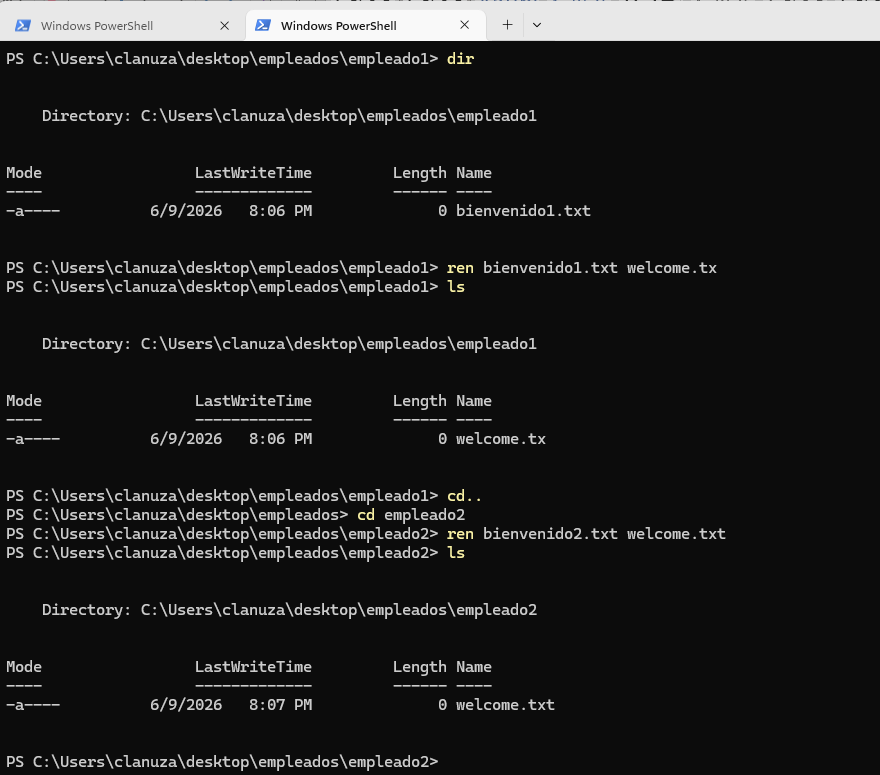 Windows PowerShell
Windows PowerShell
PS C:\Users\clanuza\desktop\empleados\empleado1> dir
Directory: C:\Users\clanuza\desktop\empleados\empleado1
Mode LastWriteTime Length Name
---- ------------- ------ ----
-a---- 6/9/2026 8:06 PM 0 bienvenido1.txt
PS C:\Users\clanuza\desktop\empleados\empleado1> ren bienvenido1.txt welcome.tx
PS C:\Users\clanuza\desktop\empleados\empleado1> ls
Directory: C:\Users\clanuza\desktop\empleados\empleado1
Mode LastWriteTime Length Name
---- ------------- ------ ----
-a---- 6/9/2026 8:06 PM 0 welcome.tx
PS C:\Users\clanuza\desktop\empleados\empleado1> cd..
PS C:\Users\clanuza\desktop\empleados> cd empleado2
PS C:\Users\clanuza\desktop\empleados\empleado2> ren bienvenido2.txt welcome.txt
PS C:\Users\clanuza\desktop\empleados\empleado2> ls
Directory: C:\Users\clanuza\desktop\empleados\empleado2
Mode LastWriteTime Length Name
---- ------------- ------ ----
-a---- 6/9/2026 8:07 PM 0 welcome.txt
PS C:\Users\clanuza\desktop\empleados\empleado2>